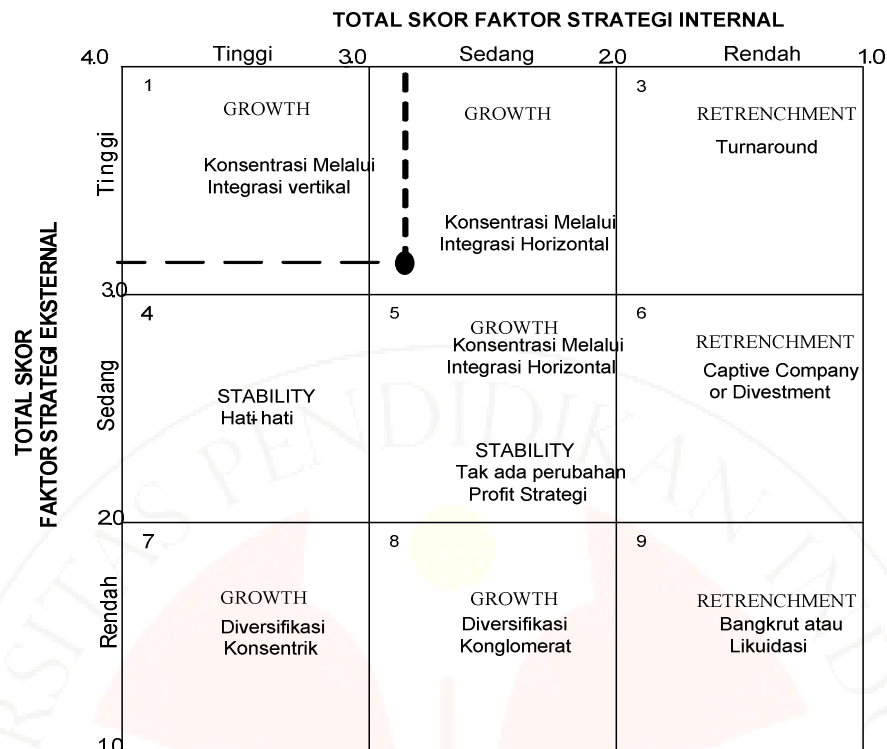 TOTAL SKOR FAKTOR STRATEGI INTERNAL
4.0 Tinggi 3.0 Sedang 2.0 Rendah 1.0
TOTAL SKOR
FAKTOR STRATEGI EKSTERNAL
Tinggi
1
GROWTH
Konsentrasi Melalui
Integrasi vertikal
GROWTH
Konsentrasi Melalui
Integrasi Horizontal
3
RETRENCHMENT
Turnaround
3.0
Sedang
4
STABILITY
Hati-hati
5
GROWTH
Konsentrasi Melalui
Integrasi Horizontal
STABILITY
Tak ada perubahan
Profit Strategi
6
RETRENCHMENT
Captive Company
or Divestment
2.0
Rendah
7
GROWTH
Diversifikasi
Konsentrik
8
GROWTH
Diversifikasi
Konglomerat
9
RETRENCHMENT
Bangkrut atau
Likuidasi
1.0
RSITAS PENDIDIKAN IND